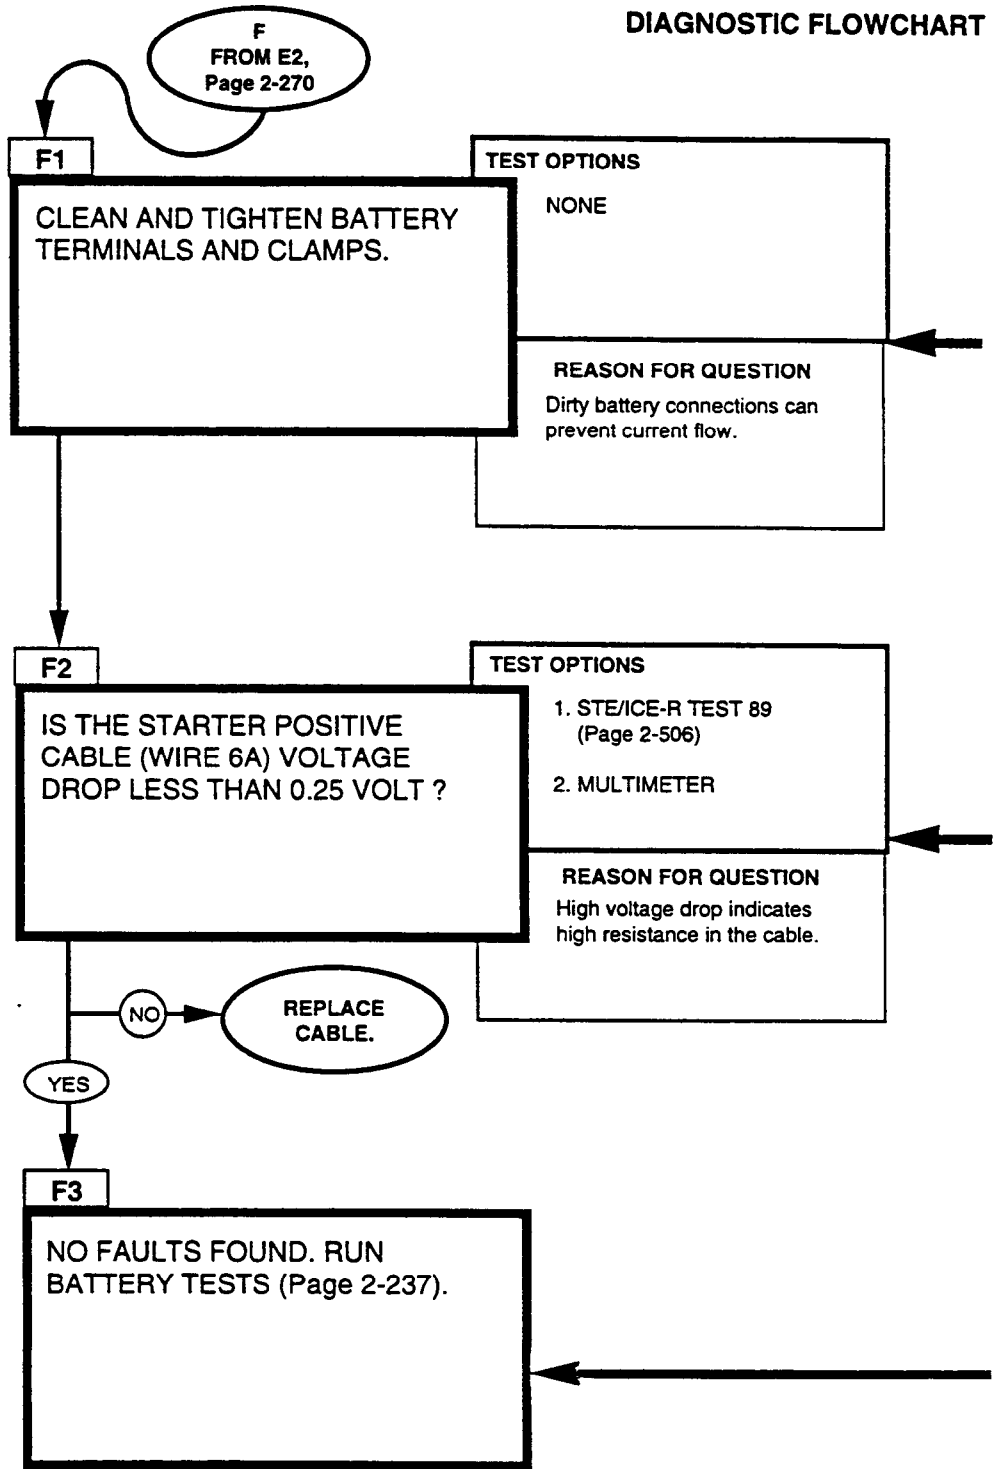 DIAGNOSTIC FLOWCHART
F
FROM E2,
Page 2-270
F1
CLEAN AND TIGHTEN BATTERY
TERMINALS AND CLAMPS.
TEST OPTIONS
NONE
REASON FOR QUESTION
Dirty battery connections can
prevent current flow.
F2
IS THE STARTER POSITIVE
CABLE (WIRE 6A) VOLTAGE
DROP LESS THAN 0.25 VOLT ?
TEST OPTIONS
1. STE/ICE-R TEST 89
(Page 2-506)
2. MULTIMETER
REASON FOR QUESTION
High voltage drop indicates
high resistance in the cable.
NO
REPLACE
CABLE.
YES
F3
NO FAULTS FOUND. RUN
BATTERY TESTS (Page 2-237).